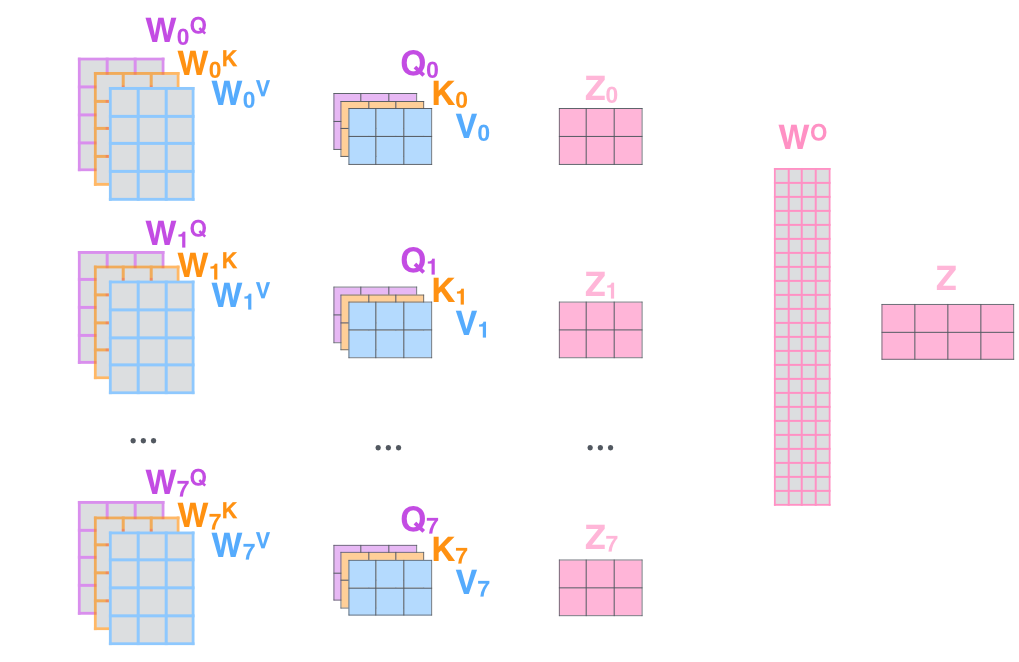 W₀Q
W₀K
W₀V
Q₀
K₀
V₀
Z₀
Wᴼ
W₁Q
W₁K
W₁V
Q₁
K₁
V₁
Z₁
Z
...
...
...
W₇Q
W₇K
W₇V
Q₇
K₇
V₇
Z₇